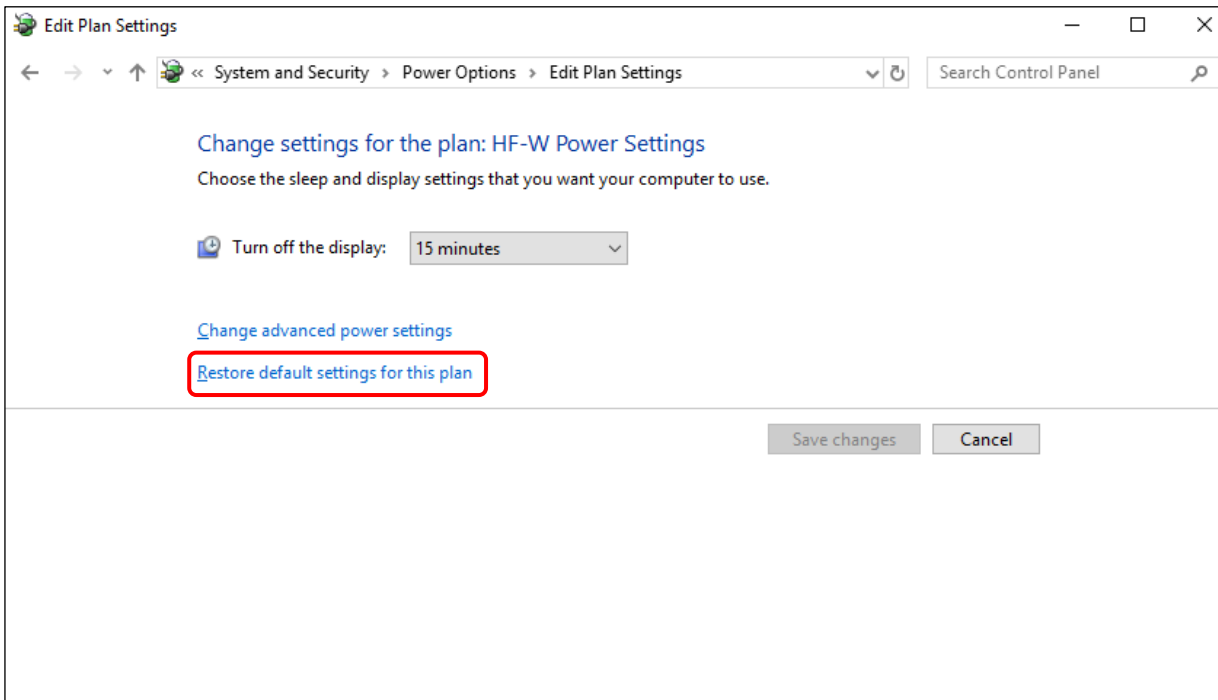 Edit Plan Settings
« System and Security › Power Options › Edit Plan Settings
Search Control Panel
Change settings for the plan: HF-W Power Settings
Choose the sleep and display settings that you want your computer to use.
Turn off the display: 15 minutes
Change advanced power settings
Restore default settings for this plan
Save changes Cancel